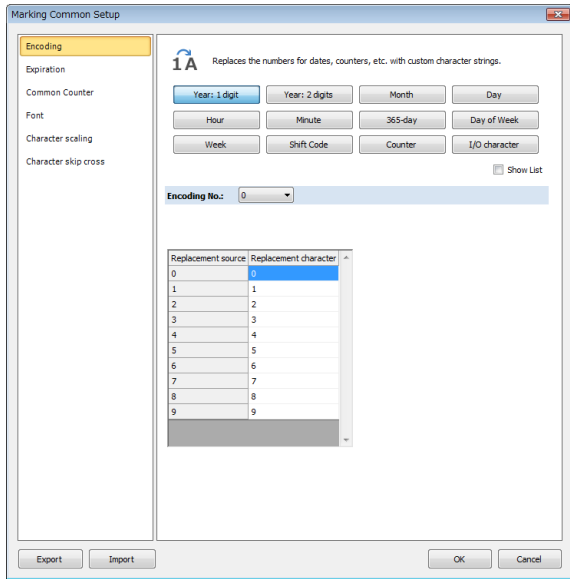 Marking Common Setup
Encoding
Expiration
Common Counter
Font
Character scaling
Character skip cross
1 A Replaces the numbers for dates, counters, etc. with custom character strings.
Year: 1 digit Year: 2 digits Month Day
Hour Minute 365-day Day of Week
Week Shift Code Counter I/O character
Show List
Encoding No.: 0
Replacement source Replacement character
0 0
1 1
2 2
3 3
4 4
5 5
6 6
7 7
8 8
9 9
Export Import OK Cancel